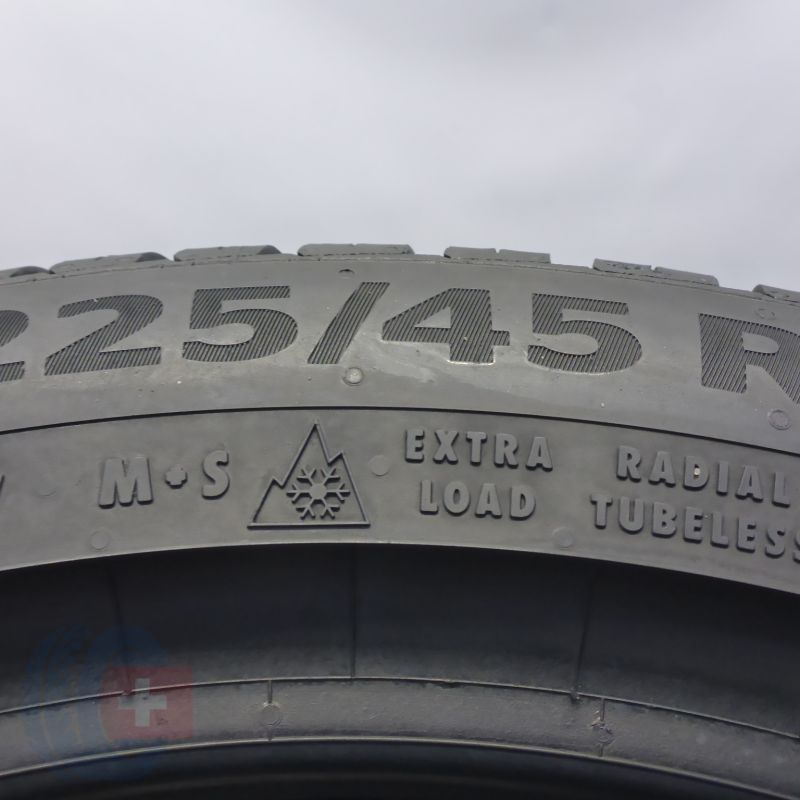 225/45 R
M+S
EXTRA
LOAD
RADIAL
TUBELESS